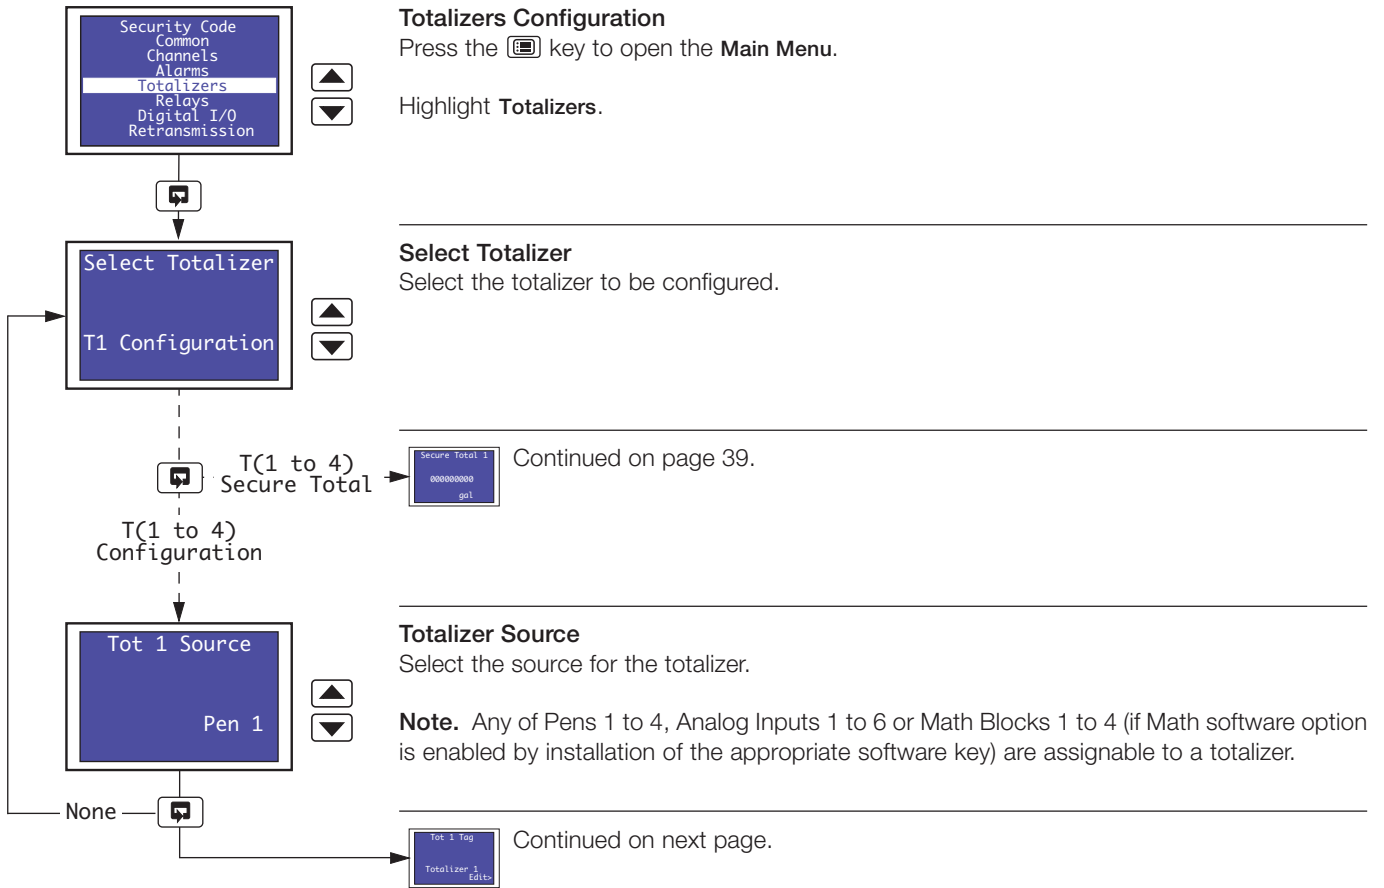 Security Code
Common
Channels
Alarms
Totalizers
Relays
Digital I/O
Retransmission
Totalizers Configuration
Press the key to open the Main Menu.
Highlight Totalizers.
Select Totalizer
T1 Configuration
Select Totalizer
Select the totalizer to be configured.
T(1 to 4)
Secure Total
Secure Total 1
000000000
gal
Continued on page 39.
T(1 to 4)
Configuration
Tot 1 Source
Pen 1
Totalizer Source
Select the source for the totalizer.
Note. Any of Pens 1 to 4, Analog Inputs 1 to 6 or Math Blocks 1 to 4 (if Math software option
is enabled by installation of the appropriate software key) are assignable to a totalizer.
None
Tot 1 Tag
Totalizer 1
Edit>
Continued on next page.